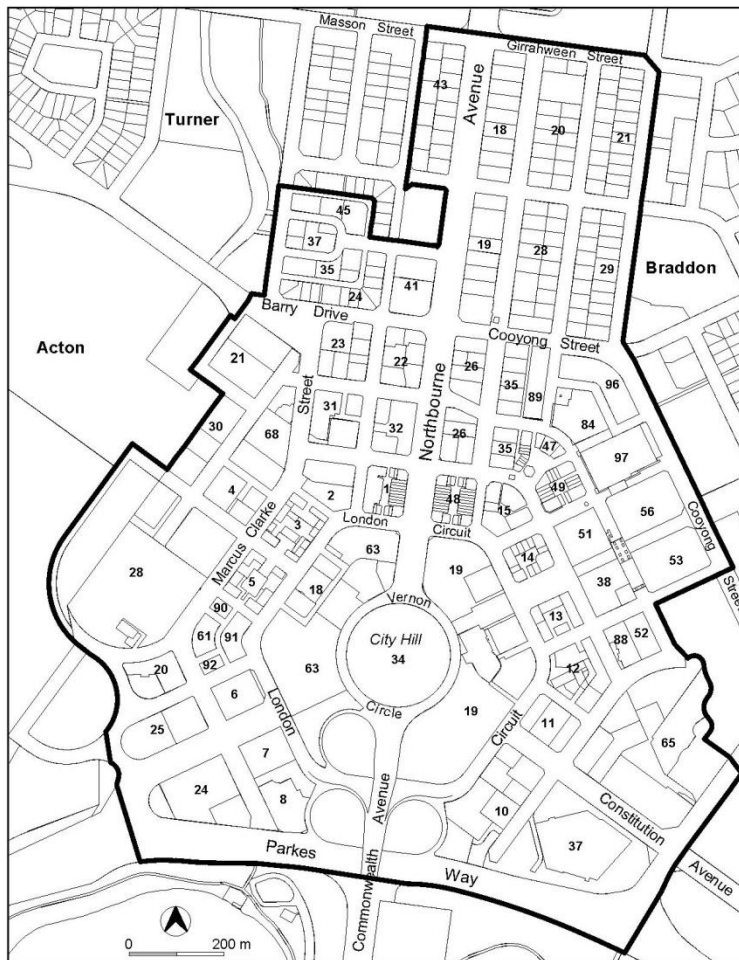 Masson Street
Girrahween Street
Turner
43
Avenue
18
20
21
45
37
35
24
41
19
28
29
Braddon
Barry Drive
Acton
21
23
22
26
Cooyong Street
35
89
96
Street
31
32
Northbourne
26
35
47
84
97
30
68
4
2
1
48
15
49
56
Marcus Clarke
3
London Circuit
51
Cooyong
Street
28
5
18
63
19
14
38
53
Vernon
90
61
91
92
City Hill
34
13
88
52
20
6
63
Circle
19
12
11
65
25
London
Circuit
7
24
8
Avenue
10
37
Constitution
Avenue
Parkes Way
Commonwealth
0 200 m